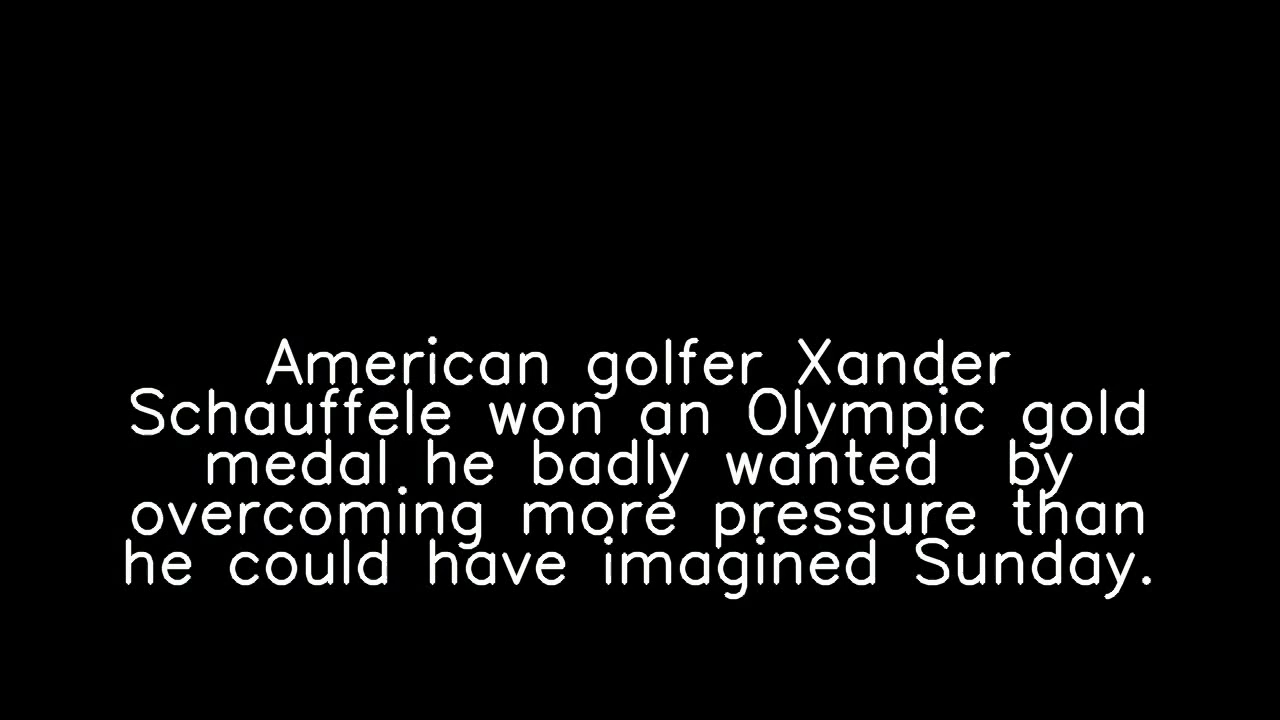 American golfer Xander
Schauffele won an Olympic gold
medal he badly wanted  by
overcoming more pressure than
he could have imagined Sunday.